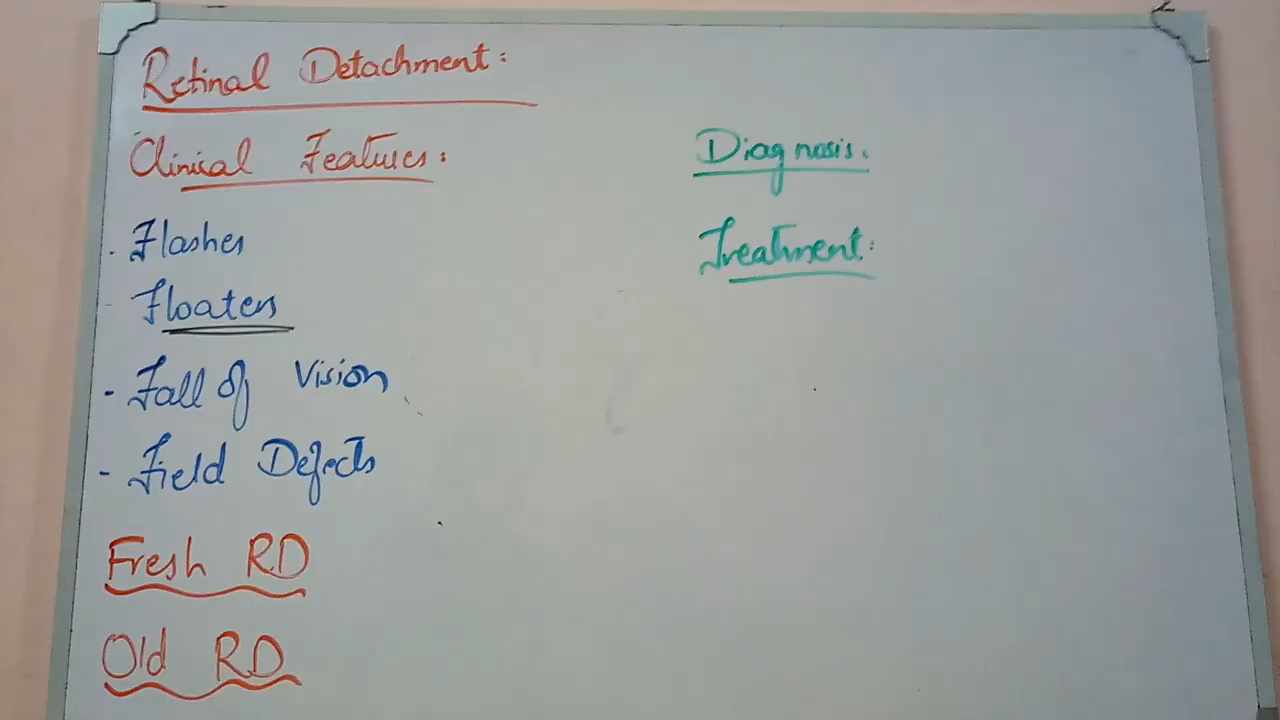 Retinal Detachment:
Clinical Features:
- Flashes
- Floaters
- Fall of Vision
- Field Defects
Fresh RD
Old RD
Diagnosis.
Treatment: